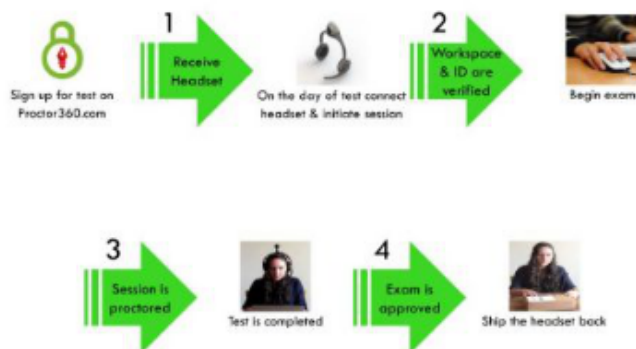 1
Receive
Headset
Sign up for test on
Proctor360.com
On the day of test connect
headset & initiate session
2
Workspace
& ID are
verified
Begin exam
3
Session is
proctored
Test is completed
4
Exam is
approved
Ship the headset back